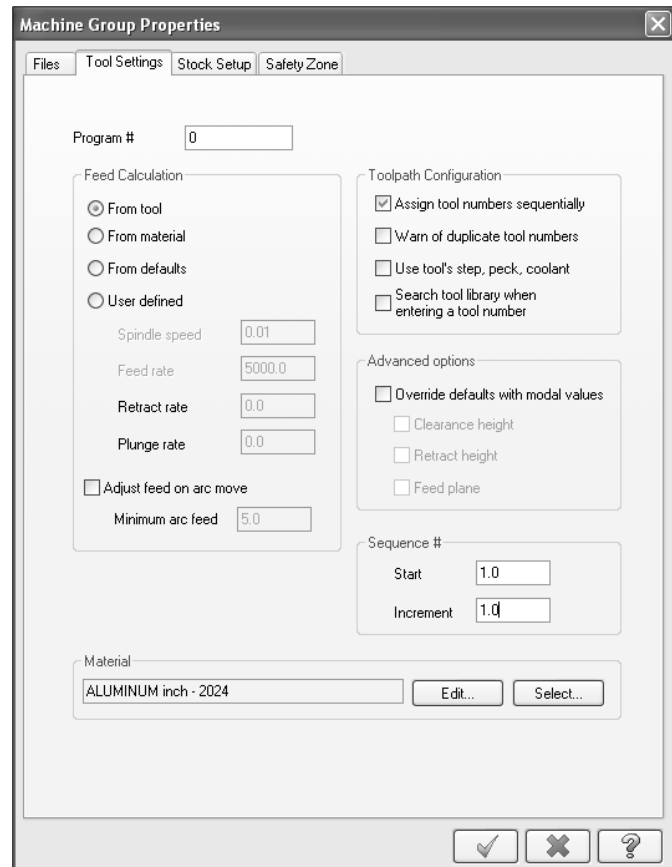 Machine Group Properties
Files
Tool Settings
Stock Setup
Safety Zone
Program # 0
Feed Calculation
From tool
From material
From defaults
User defined
Spindle speed 0.01
Feed rate 5000.0
Retract rate 0.0
Plunge rate 0.0
Adjust feed on arc move
Minimum arc feed 5.0
Toolpath Configuration
Assign tool numbers sequentially
Warn of duplicate tool numbers
Use tool's step, peck, coolant
Search tool library when
entering a tool number
Advanced options
Override defaults with modal values
Clearance height
Retract height
Feed plane
Sequence #
Start 1.0
Increment 1.0
Material
ALUMINUM inch - 2024
Edit...
Select...
?